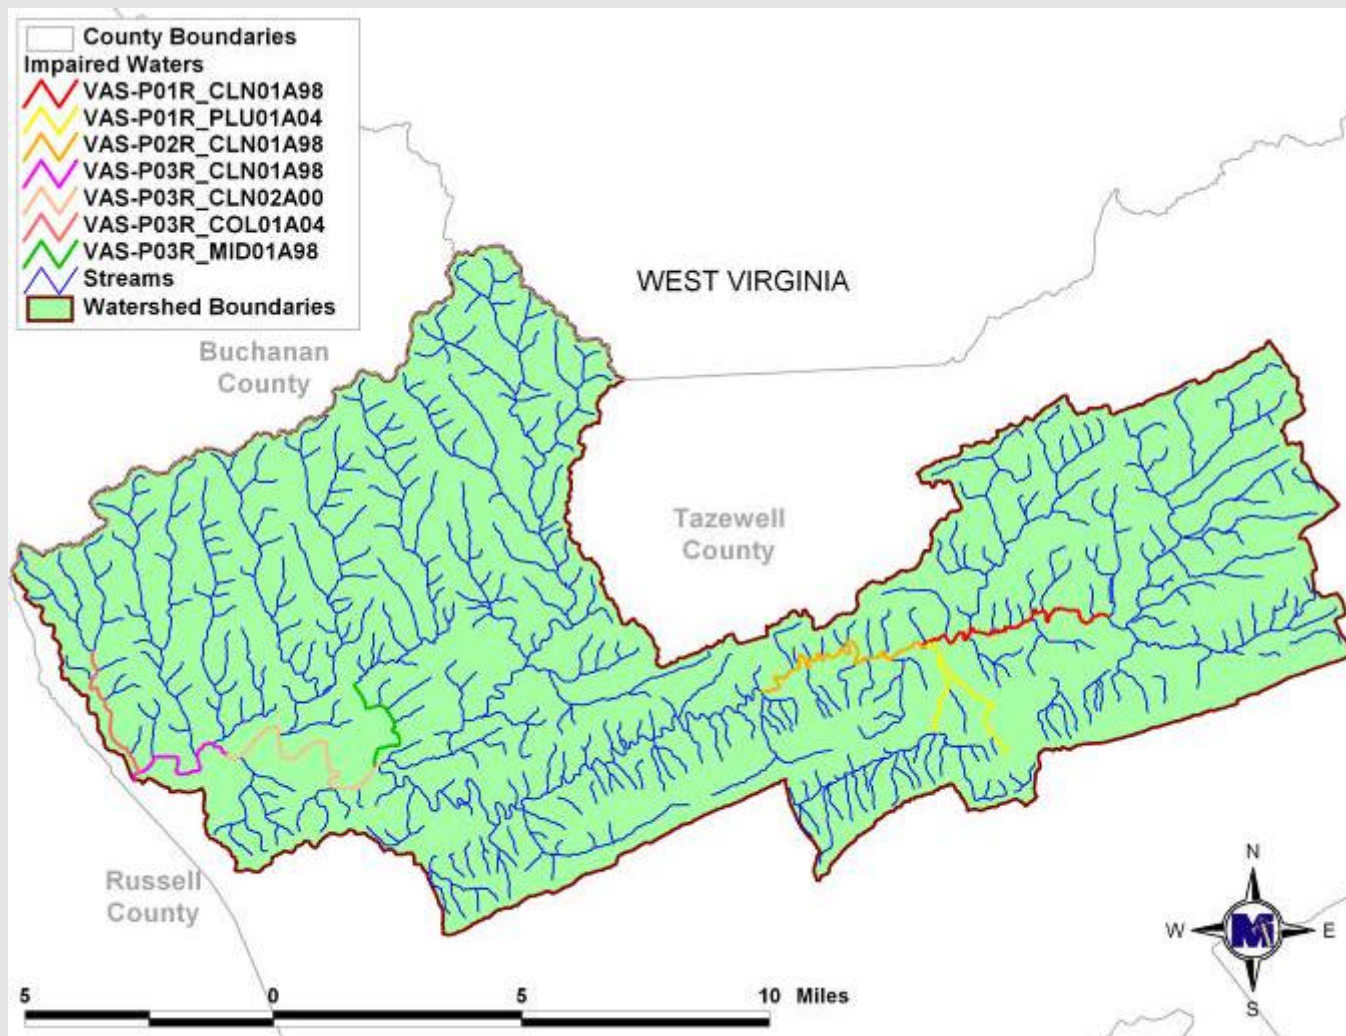 County Boundaries
Impaired Waters
VAS-P01R_CLN01A98
VAS-P01R_PLU01A04
VAS-P02R_CLN01A98
VAS-P03R_CLN01A98
VAS-P03R_CLN02A00
VAS-P03R_COL01A04
VAS-P03R_MID01A98
Streams
Watershed Boundaries
WEST VIRGINIA
Buchanan
County
Tazewell
County
Russell
County
N
W
E
S
5 0 5 10 Miles